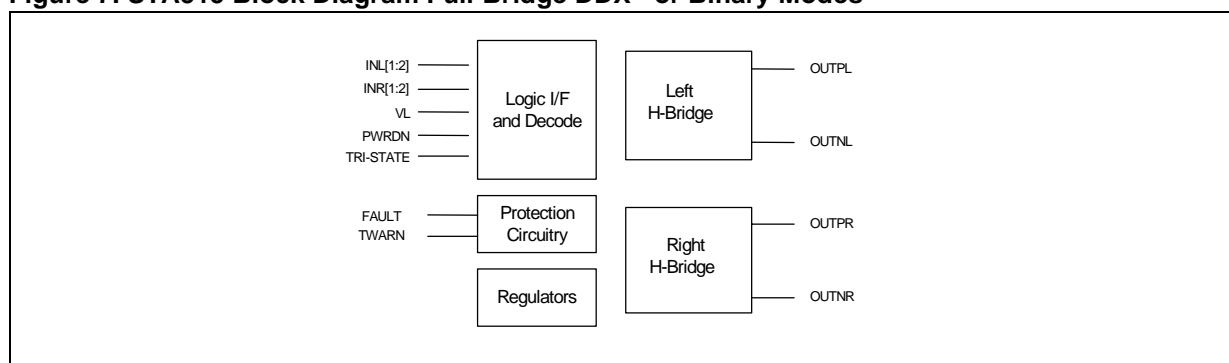 INL[1:2]
INR[1:2]
VL
PWRDN
TRI-STATE
Logic I/F
and Decode
Left
H-Bridge
OUTPL
OUTNL
FAULT
TWARN
Protection
Circuitry
Regulators
Right
H-Bridge
OUTPR
OUTNR